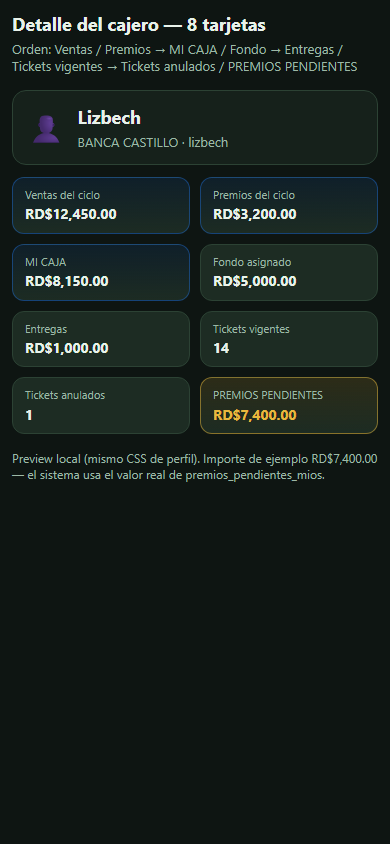 Detalle del cajero — 8 tarjetas
Orden: Ventas / Premios → MI CAJA / Fondo → Entregas /
Tickets vigentes → Tickets anulados / PREMIOS PENDIENTES
Lizbech
BANCA CASTILLO · lizbech
Ventas del ciclo
RD$12,450.00
Premios del ciclo
RD$3,200.00
MI CAJA
RD$8,150.00
Fondo asignado
RD$5,000.00
Entregas
RD$1,000.00
Tickets vigentes
14
Tickets anulados
1
PREMIOS PENDIENTES
RD$7,400.00
Preview local (mismo CSS de perfil). Importe de ejemplo RD$7,400.00
— el sistema usa el valor real de premios_pendientes_mios.